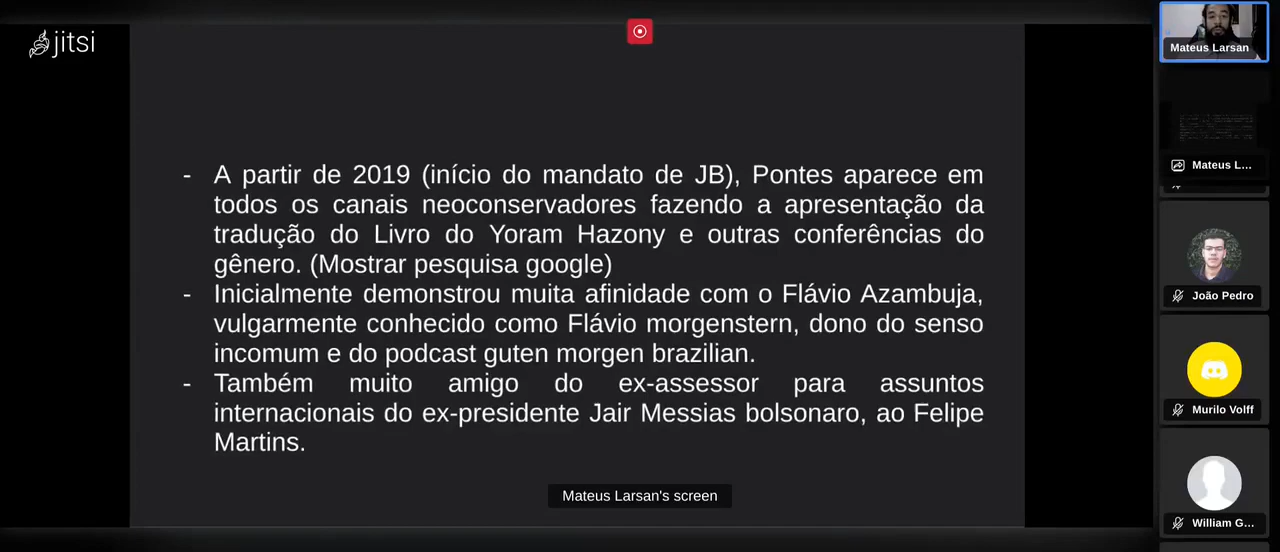 jitsi
- A partir de 2019 (início do mandato de JB), Pontes aparece em
todos os canais neoconservadores fazendo a apresentação da
tradução do Livro do Yoram Hazony e outras conferências do
gênero. (Mostrar pesquisa google)
- Inicialmente demonstrou muita afinidade com o Flávio Azambuja,
vulgarmente conhecido como Flávio morgenstern, dono do senso
incomum e do podcast guten morgen brazilian.
- Também muito amigo do ex-assessor para assuntos
internacionais do ex-presidente Jair Messias bolsonaro, ao Felipe
Martins.
Mateus Larsan's screen
Mateus Larsan
Mateus L...
João Pedro
Murilo Volff
William G...